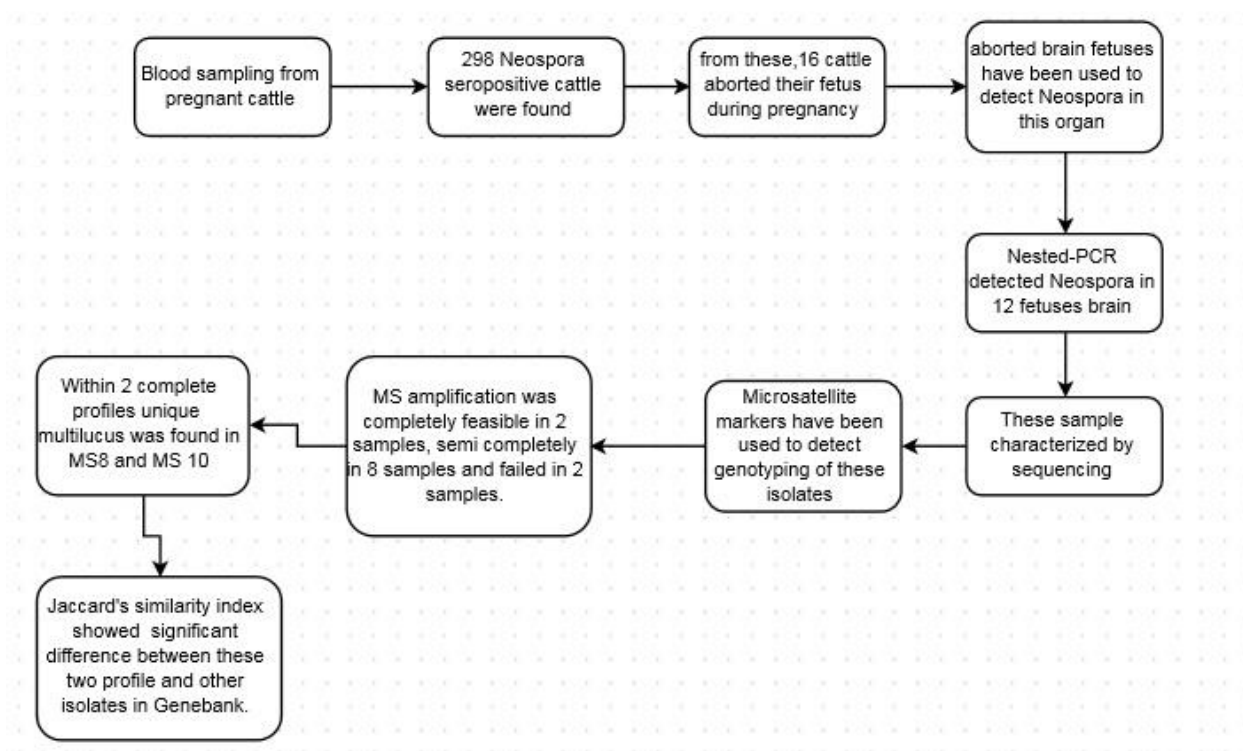 Blood sampling from
pregnant cattle
298 Neospora
seropositive cattle
were found
from these,16 cattle
aborted their fetus
during pregnancy
aborted brain fetuses
have been used to
detect Neospora in
this organ
Nested-PCR
detected Neospora in
12 fetuses brain
These sample
characterized by
sequencing
Microsatellite
markers have been
used to detect
genotyping of these
isolates
MS amplification was
completely feasible in 2
samples, semi completely
in 8 samples and failed in 2
samples.
Within 2 complete
profiles unique
multilucus was found in
MS8 and MS 10
Jaccard's similarity index
showed significant
difference between these
two profile and other
isolates in Genebank.